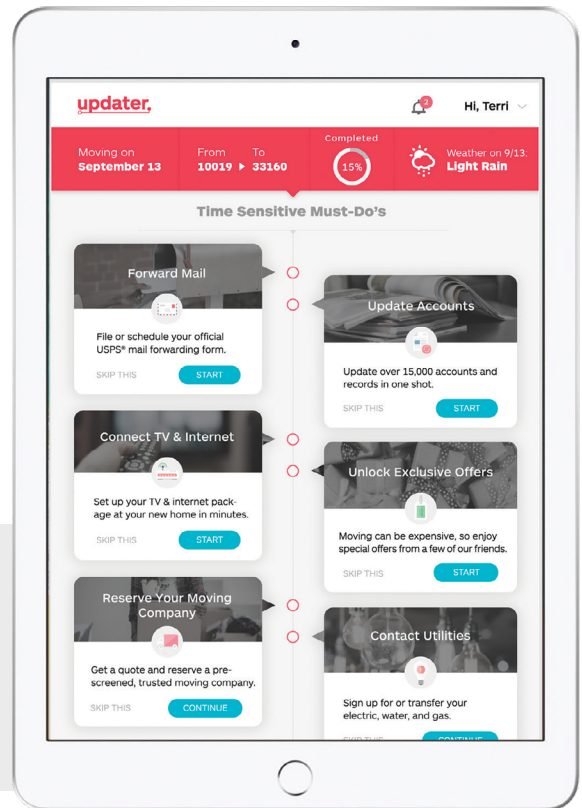 updater.
2
Hi, Terri
Moving on
September 13
From To
10019 ▶ 33160
Completed
15%
Weather on 9/13:
Light Rain
Time Sensitive Must-Do's
Forward Mail
File or schedule your official
USPS® mail forwarding form.
SKIP THIS START
Update Accounts
Update over 15,000 accounts and
records in one shot.
SKIP THIS START
Connect TV & Internet
Set up your TV & internet pack-
age at your new home in minutes.
SKIP THIS START
Unlock Exclusive Offers
Moving can be expensive, so enjoy
special offers from a few of our friends.
SKIP THIS START
Reserve Your Moving
Company
Get a quote and reserve a pre-
screened, trusted moving company.
SKIP THIS CONTINUE
Contact Utilities
Sign up for or transfer your
electric, water, and gas.
SKIP THIS CONTINUE